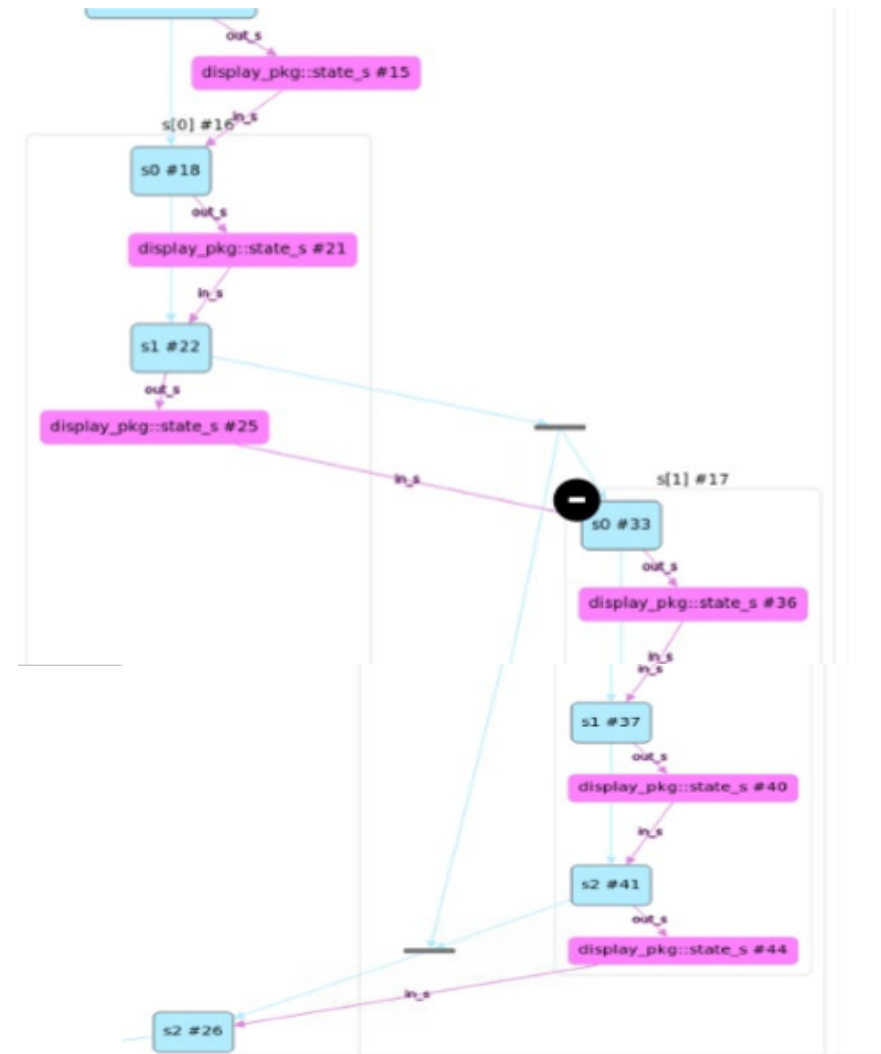 out_s
display_pkg::state_s #15
in_s
s[0] #16
s0 #18
out_s
display_pkg::state_s #21
in_s
s1 #22
out_s
display_pkg::state_s #25
in_s
s[1] #17
s0 #33
out_s
display_pkg::state_s #36
in_s
in_s
s1 #37
out_s
display_pkg::state_s #40
in_s
s2 #41
out_s
display_pkg::state_s #44
in_s
s2 #26